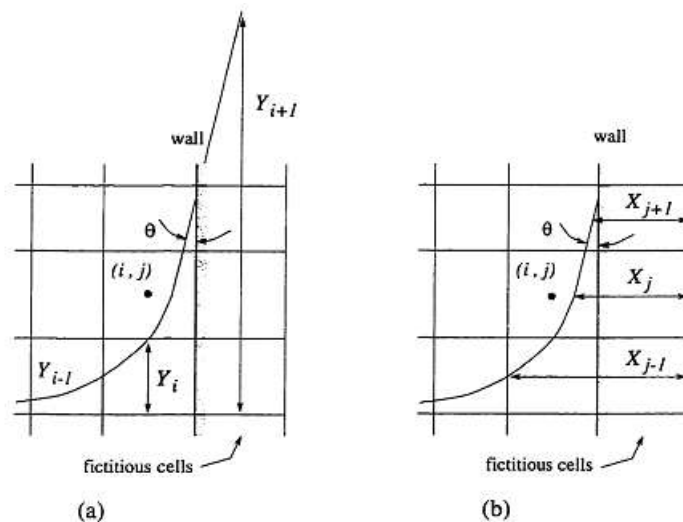 Y_{i+1}
wall
θ
(i, j)
Y_{i-1}
Y_i
fictitious cells
(a)
wall
X_{j+1}
θ
(i, j)
X_j
X_{j-1}
fictitious cells
(b)